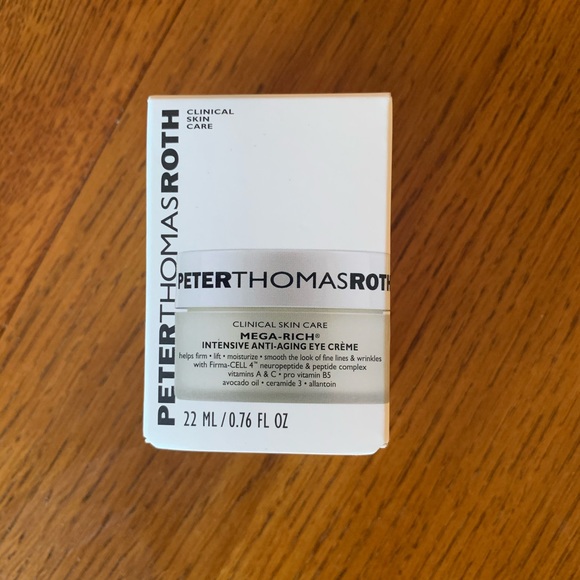 PETERTHOMASROTH
CLINICAL
SKIN
CARE
PETERTHOMASROTH
CLINICAL SKIN CARE
MEGA-RICH®
INTENSIVE ANTI-AGING EYE CRÈME
helps firm • lift • moisturize • smooth the look of fine lines & wrinkles
with Firma-CELL 4™ neuropeptide & peptide complex
vitamins A & C • pro vitamin B5
avocado oil • ceramide 3 • allantoin
22 ML/0.76 FL OZ